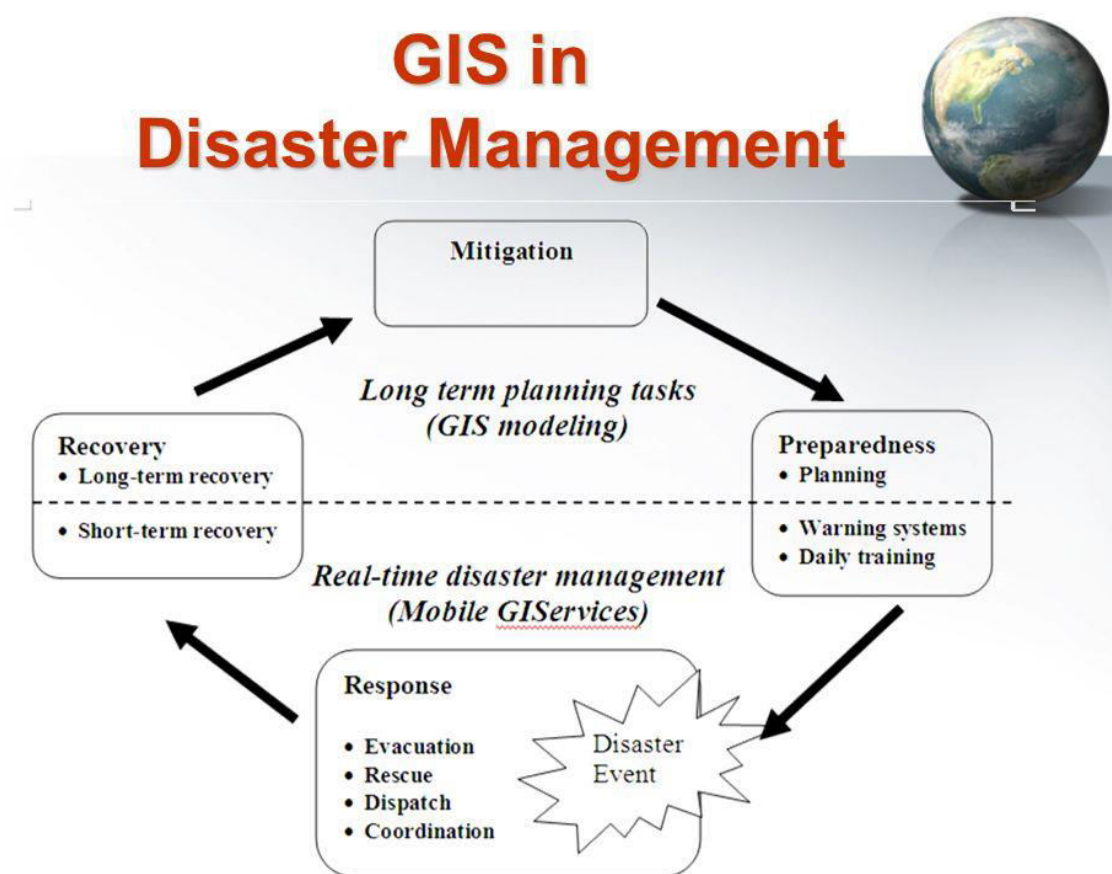 GIS in
Disaster Management
Mitigation
Long term planning tasks
(GIS modeling)
Recovery
• Long-term recovery
• Short-term recovery
Preparedness
• Planning
• Warning systems
• Daily training
Real-time disaster management
(Mobile GIServices)
Response
• Evacuation
• Rescue
• Dispatch
• Coordination
Disaster
Event